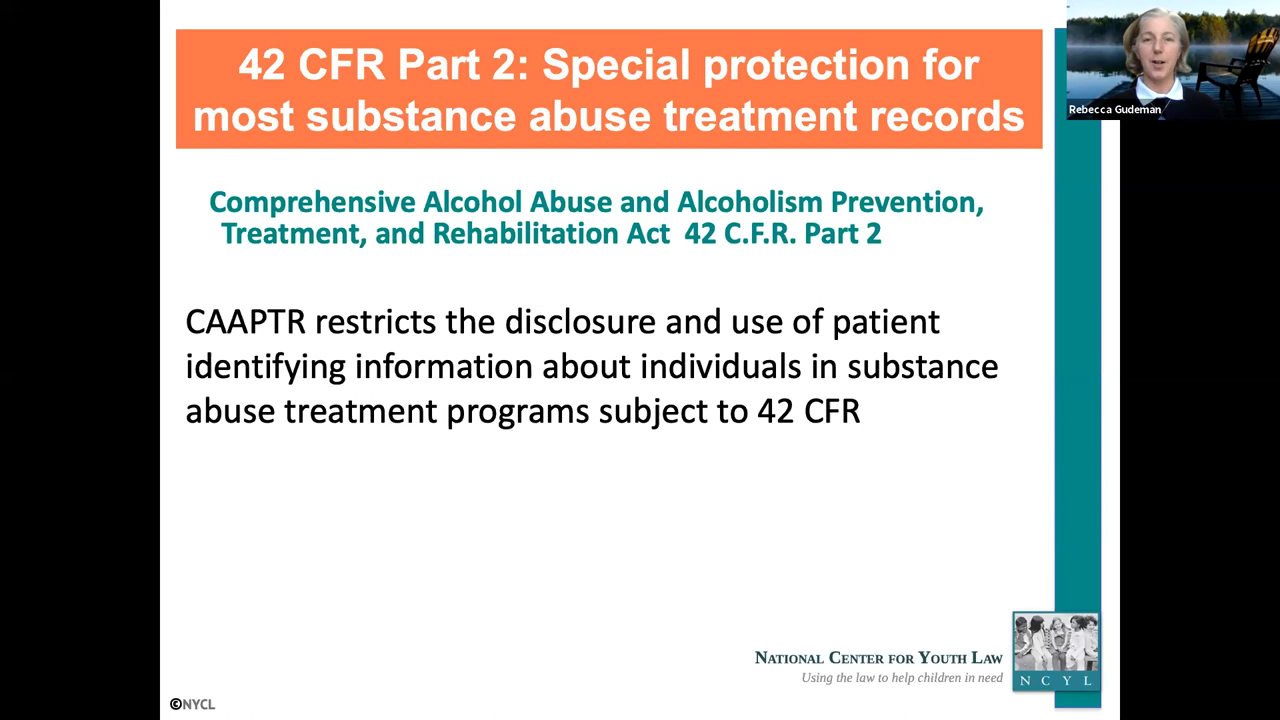 42 CFR Part 2: Special protection for
most substance abuse treatment records
Rebecca Gudeman
Comprehensive Alcohol Abuse and Alcoholism Prevention,
Treatment, and Rehabilitation Act 42 C.F.R. Part 2
CAAPTR restricts the disclosure and use of patient
identifying information about individuals in substance
abuse treatment programs subject to 42 CFR
NATIONAL CENTER FOR YOUTH LAW
Using the law to help children in need
NCYL
©NYCL